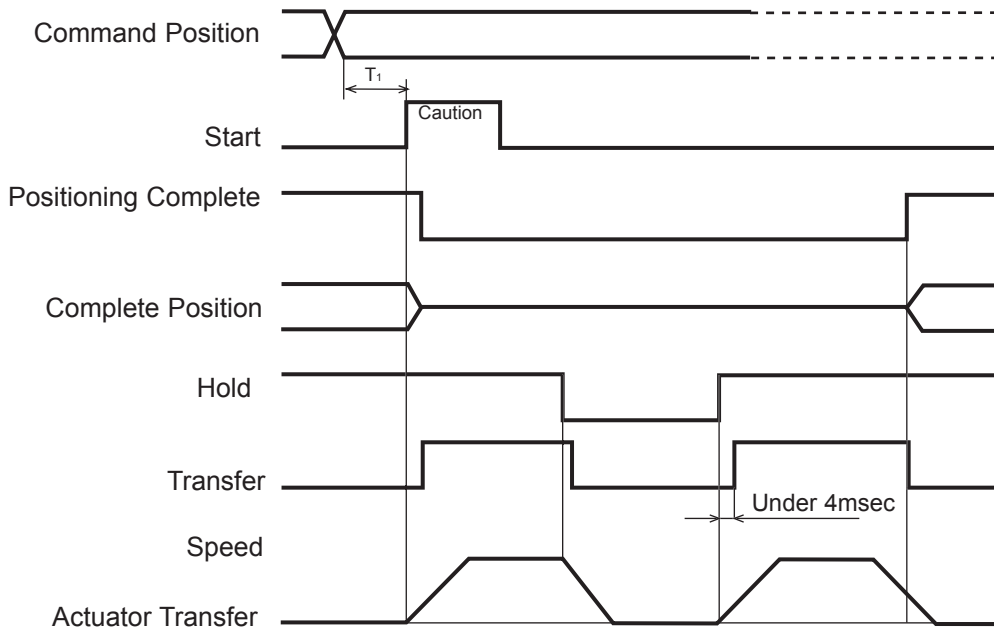 Command Position
T₁
Caution
Start
Positioning Complete
Complete Position
Hold
Transfer
Under 4msec
Speed
Actuator Transfer